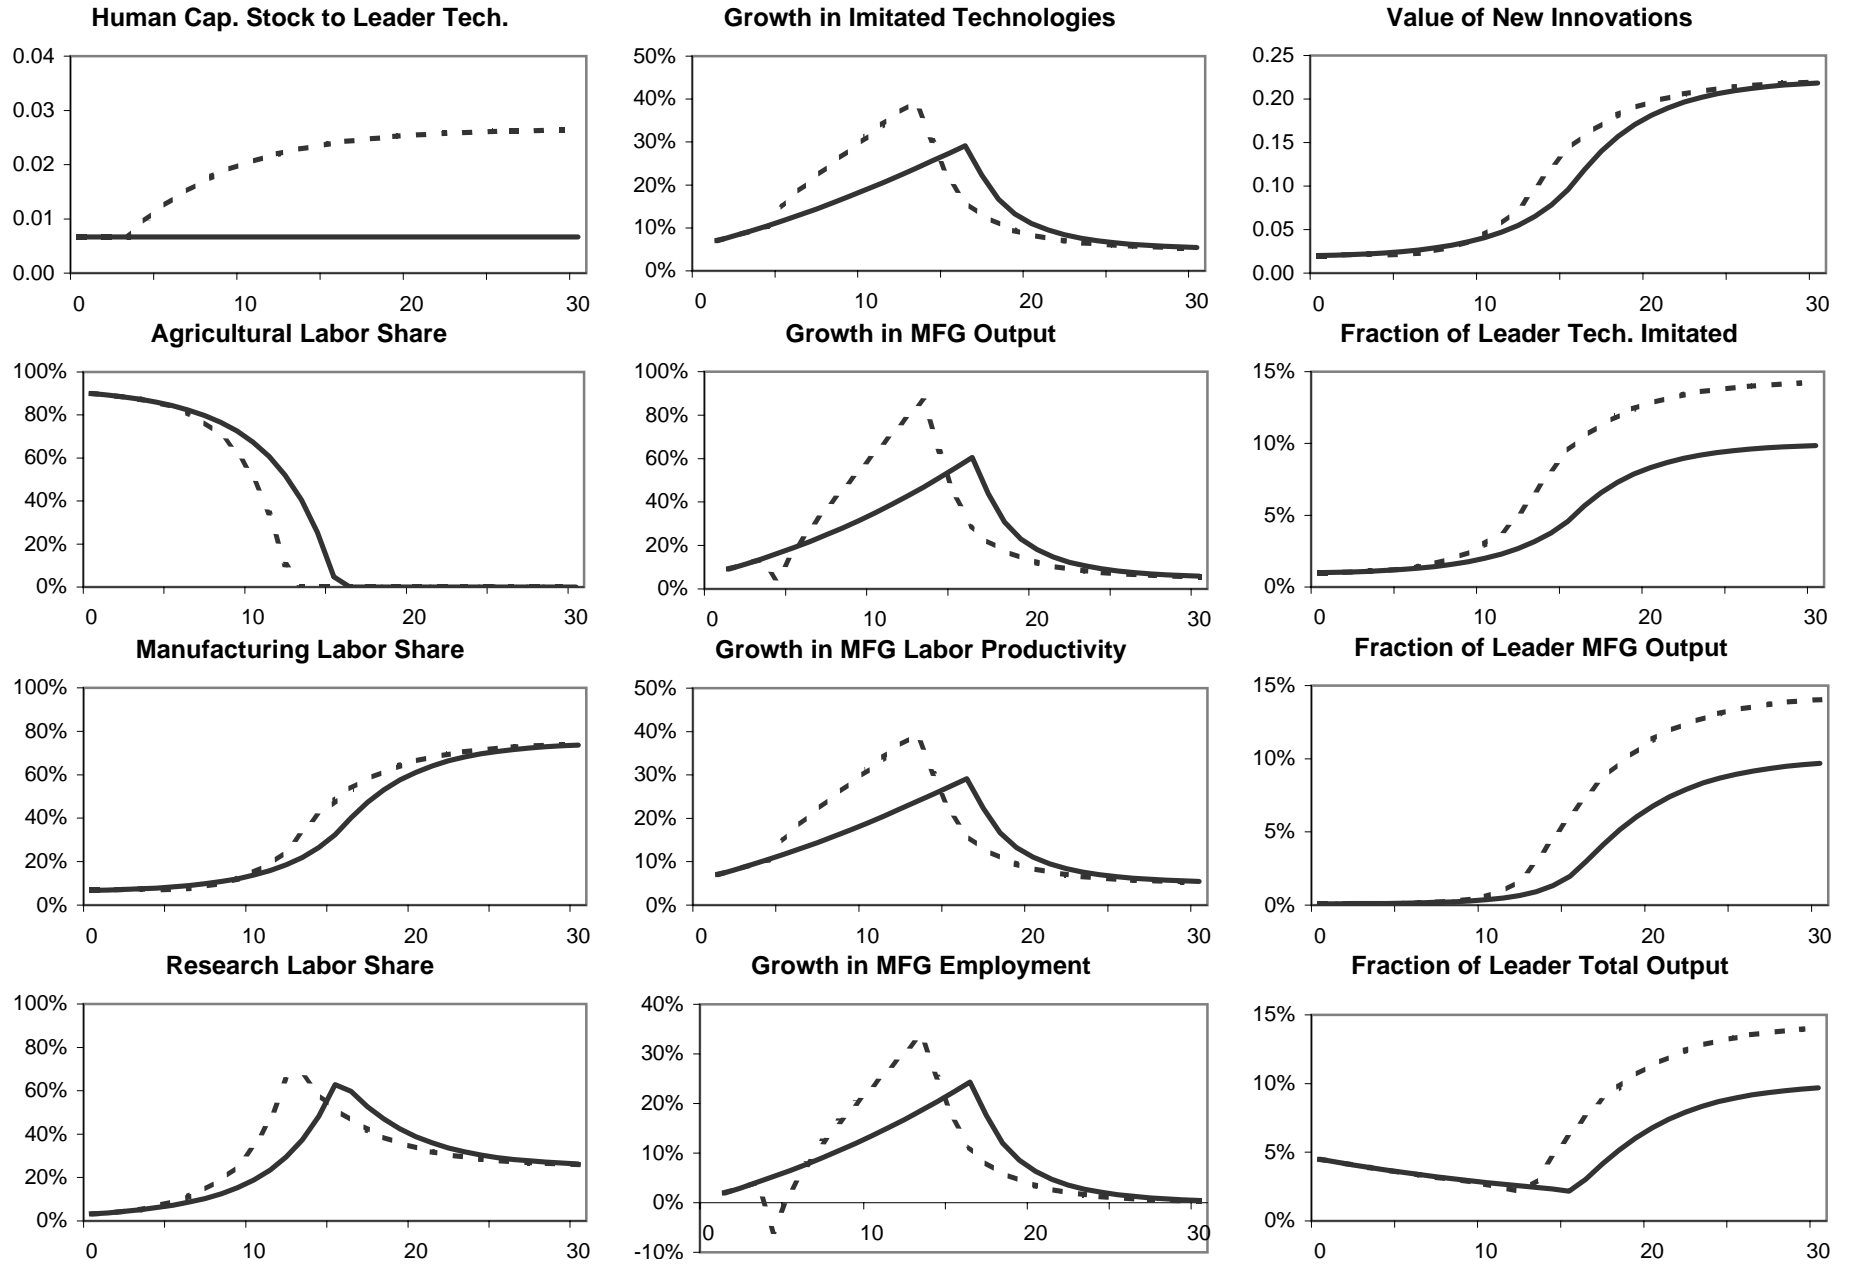 Human Cap. Stock to Leader Tech.
0.04
0.03
0.02
0.01
0.00
0 10 20 30
Growth in Imitated Technologies
50%
40%
30%
20%
10%
0%
0 10 20 30
Value of New Innovations
0.25
0.20
0.15
0.10
0.05
0.00
0 10 20 30
Agricultural Labor Share
100%
80%
60%
40%
20%
0%
0 10 20 30
Growth in MFG Output
100%
80%
60%
40%
20%
0%
0 10 20 30
Fraction of Leader Tech. Imitated
15%
10%
5%
0%
0 10 20 30
Manufacturing Labor Share
100%
80%
60%
40%
20%
0%
0 10 20 30
Growth in MFG Labor Productivity
50%
40%
30%
20%
10%
0%
0 10 20 30
Fraction of Leader MFG Output
15%
10%
5%
0%
0 10 20 30
Research Labor Share
100%
80%
60%
40%
20%
0%
0 10 20 30
Growth in MFG Employment
40%
30%
20%
10%
0%
-10%
0 10 20 30
Fraction of Leader Total Output
15%
10%
5%
0%
0 10 20 30